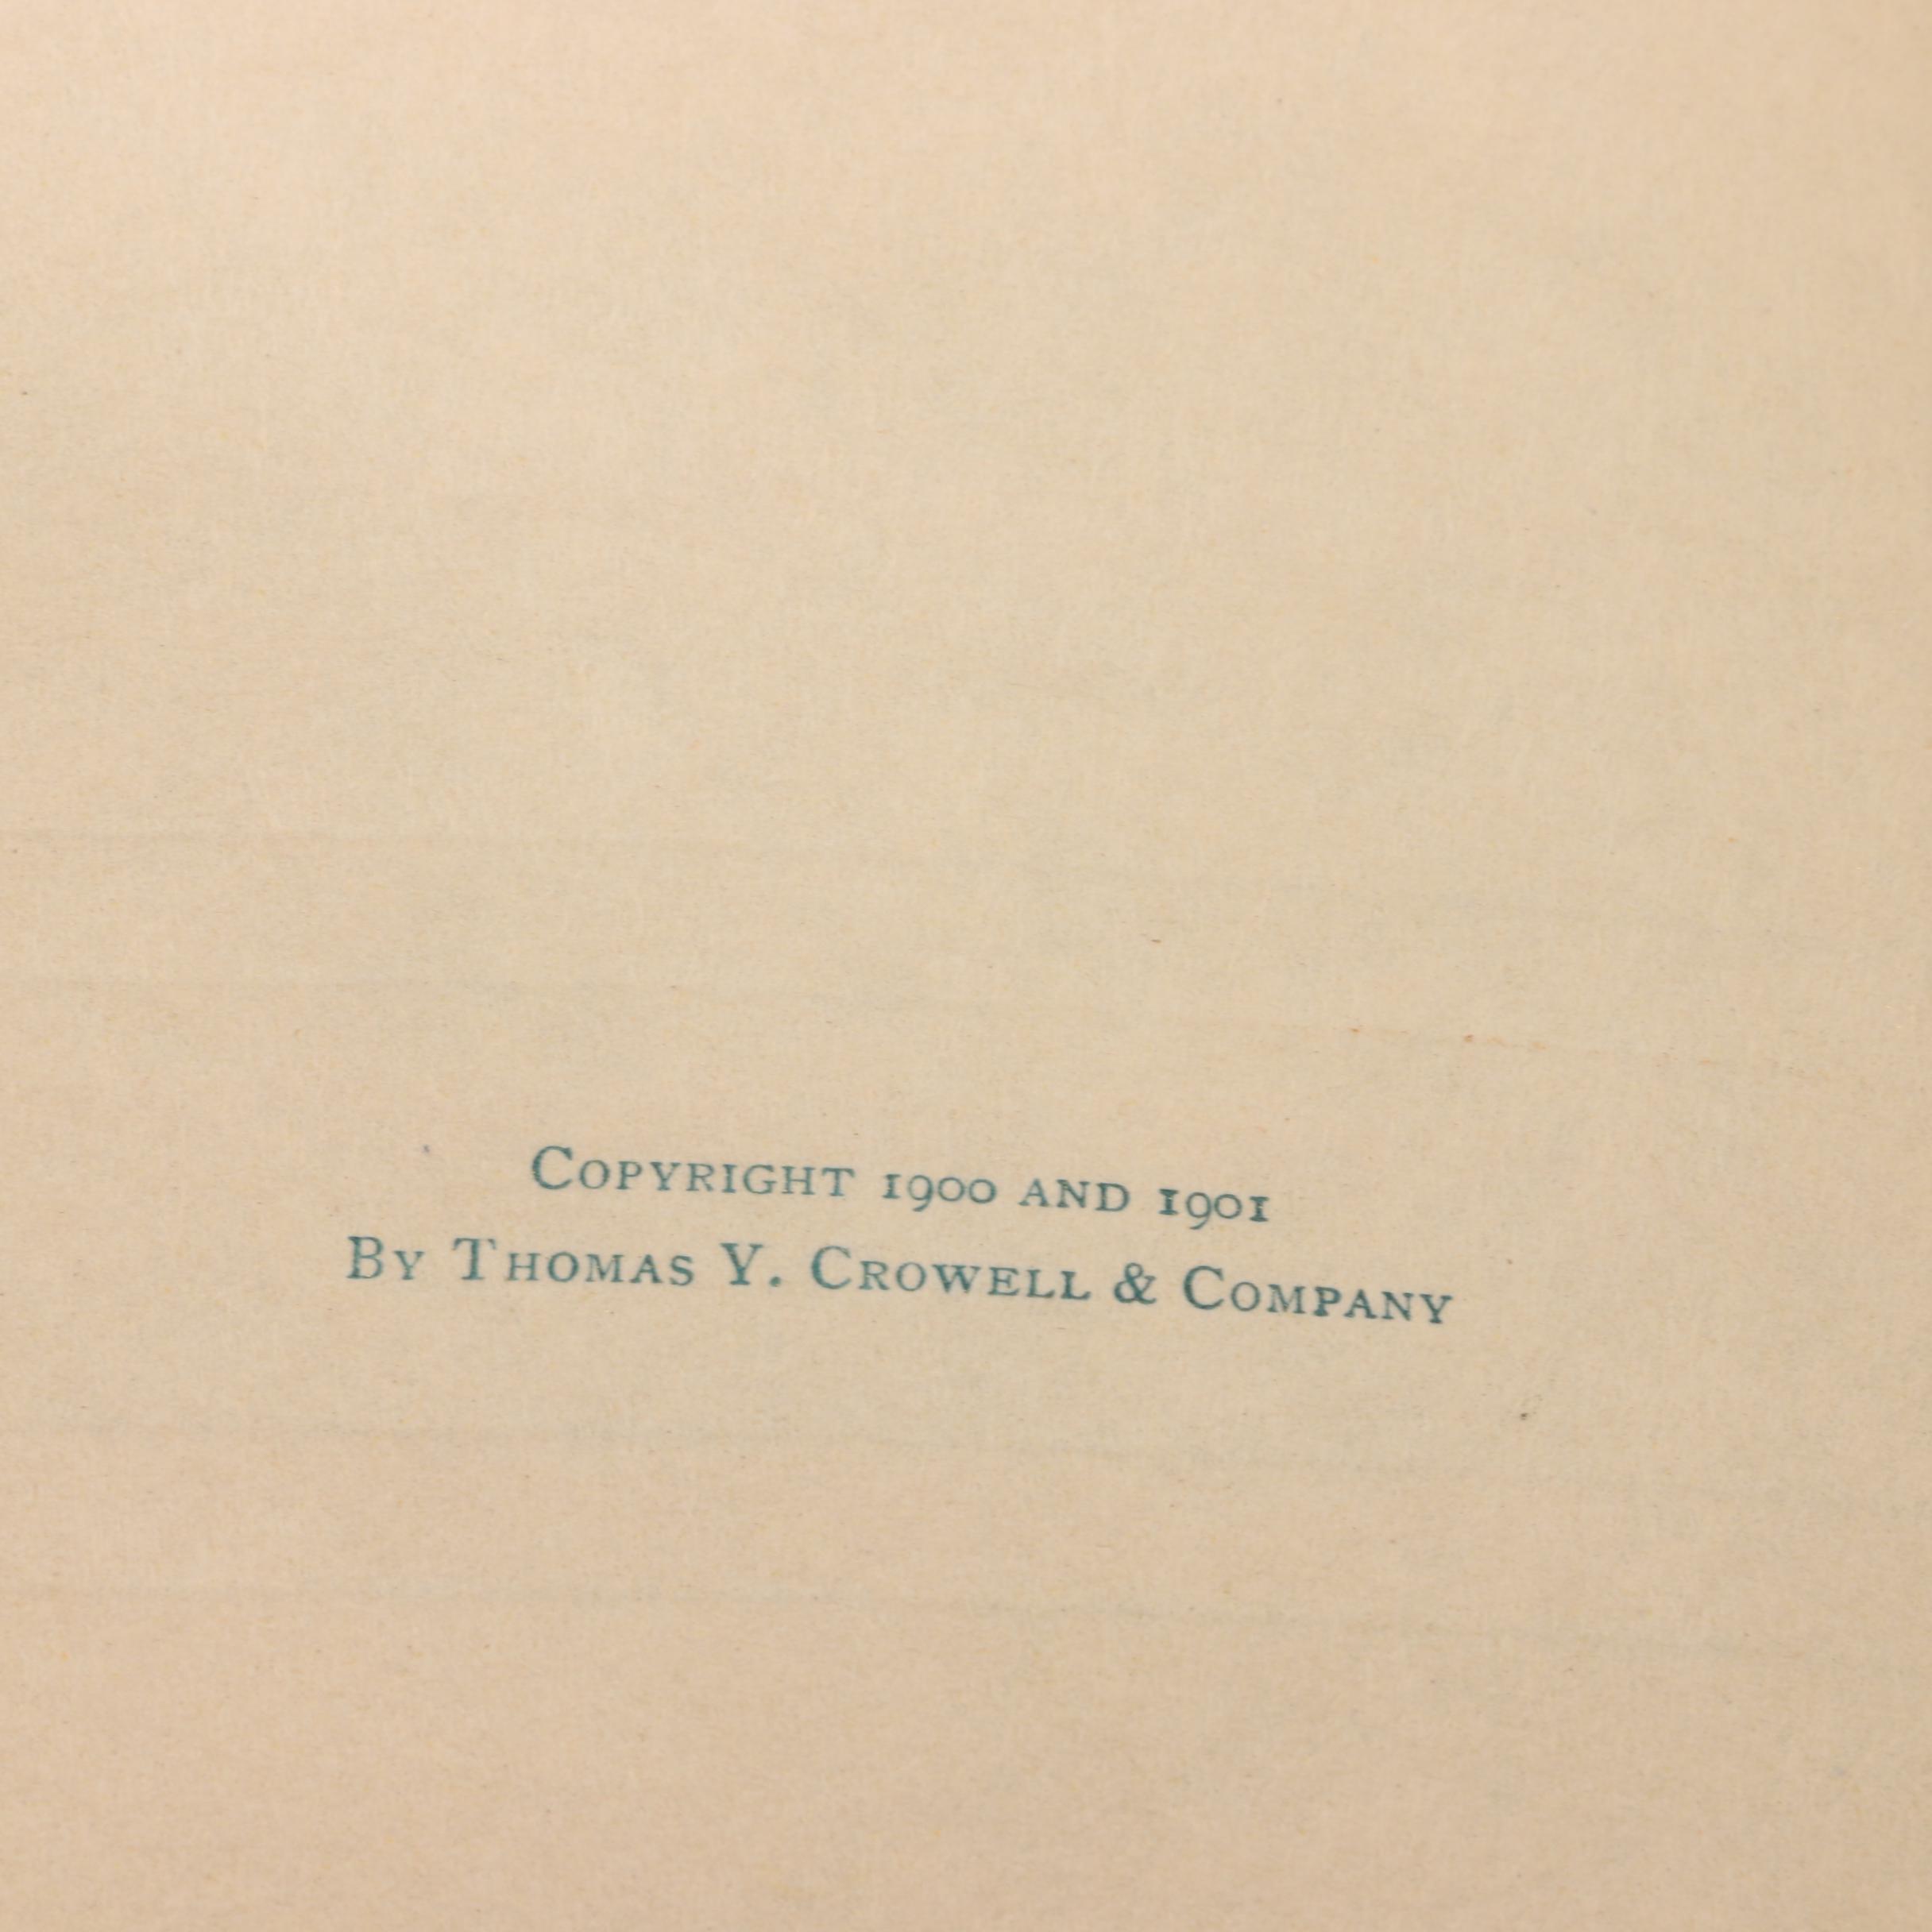 Copyright 1900 and 1901
By Thomas Y. Crowell & Company